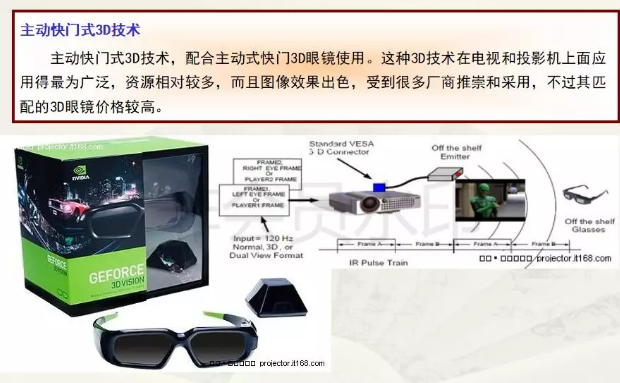 主动快门式3D技术
主动快门式3D技术，配合主动式快门3D眼镜使用。这种3D技术在电视和投影机上面应
用得最为广泛，资源相对较多，而且图像效果出色，受到很多厂商推崇和采用，不过其匹
配的3D眼镜价格较高。
NVIDIA
GEFORCE
GEFORCE
3D VISION
projector.it168.com
FRAME2,
RIGHT EYE FRAME
Or
PLAYER2 FRAME
FRAME1,
LEFT EYE FRAME
Or
PLAYER1 FRAME
Input = 120 Hz
Normal, 3D, or
Dual View Format
Standard VESA
3-D Connector
Off the shelf
Emitter
Off the shelf
Glasses
Frame A
Frame B
Frame A
Frame B
IR Pulse Train
projector.it168.com
projector.it168.com